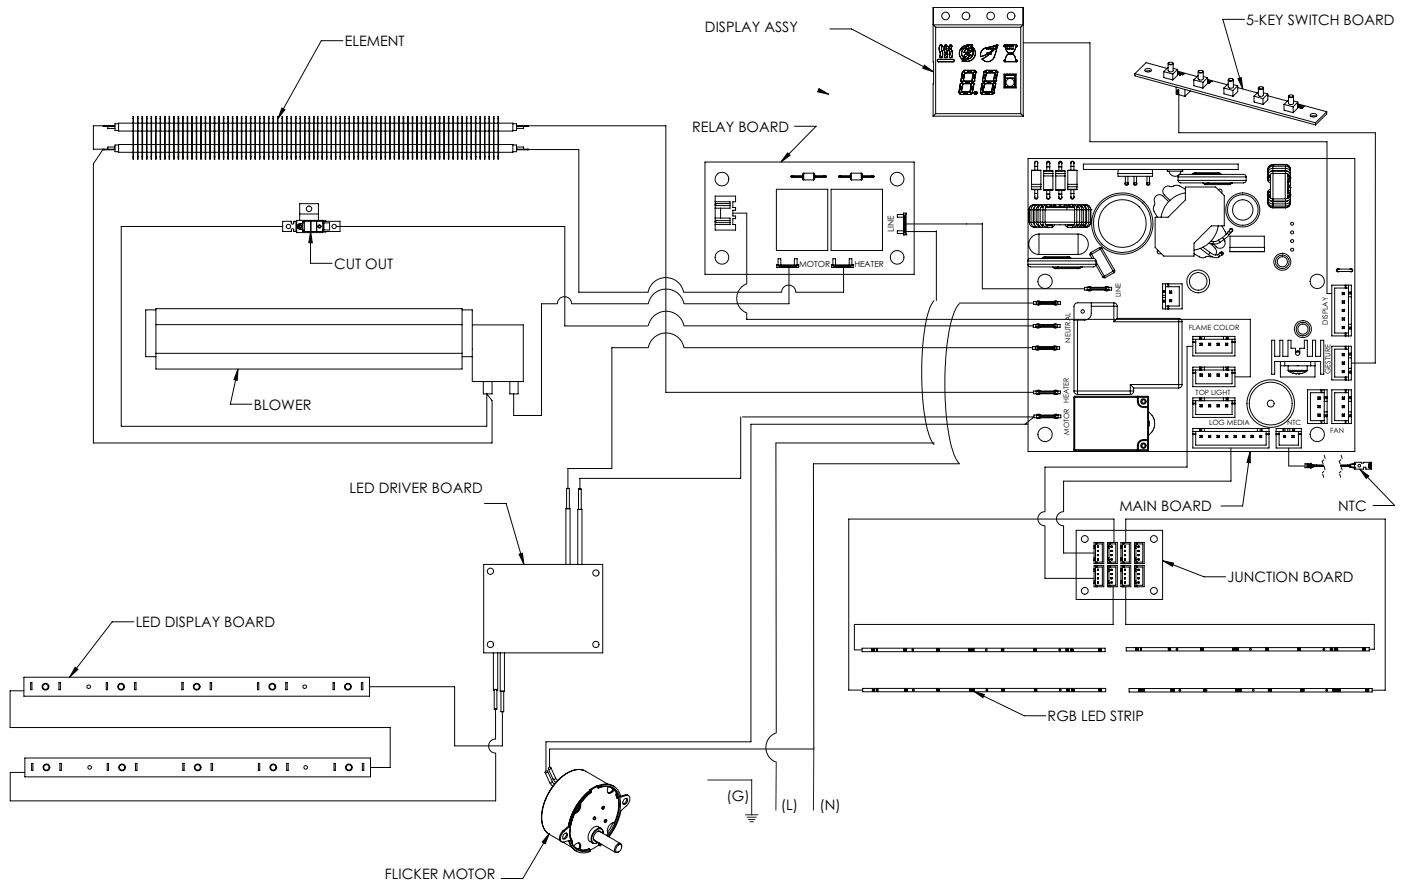 DISPLAY ASSY
5-KEY SWITCH BOARD
ELEMENT
8.8
RELAY BOARD
LINE
MOTOR
HEATER
CUT OUT
LINE
NEUTRAL
DISPLAY
FLAME COLOR
GESTURE
HEATER
TOP LIGHT
MOTOR
LOG MEDIA
NTC
FAN
BLOWER
LED DRIVER BOARD
MAIN BOARD
NTC
JUNCTION BOARD
LED DISPLAY BOARD
RGB LED STRIP
(G)
(L)
(N)
FLICKER MOTOR